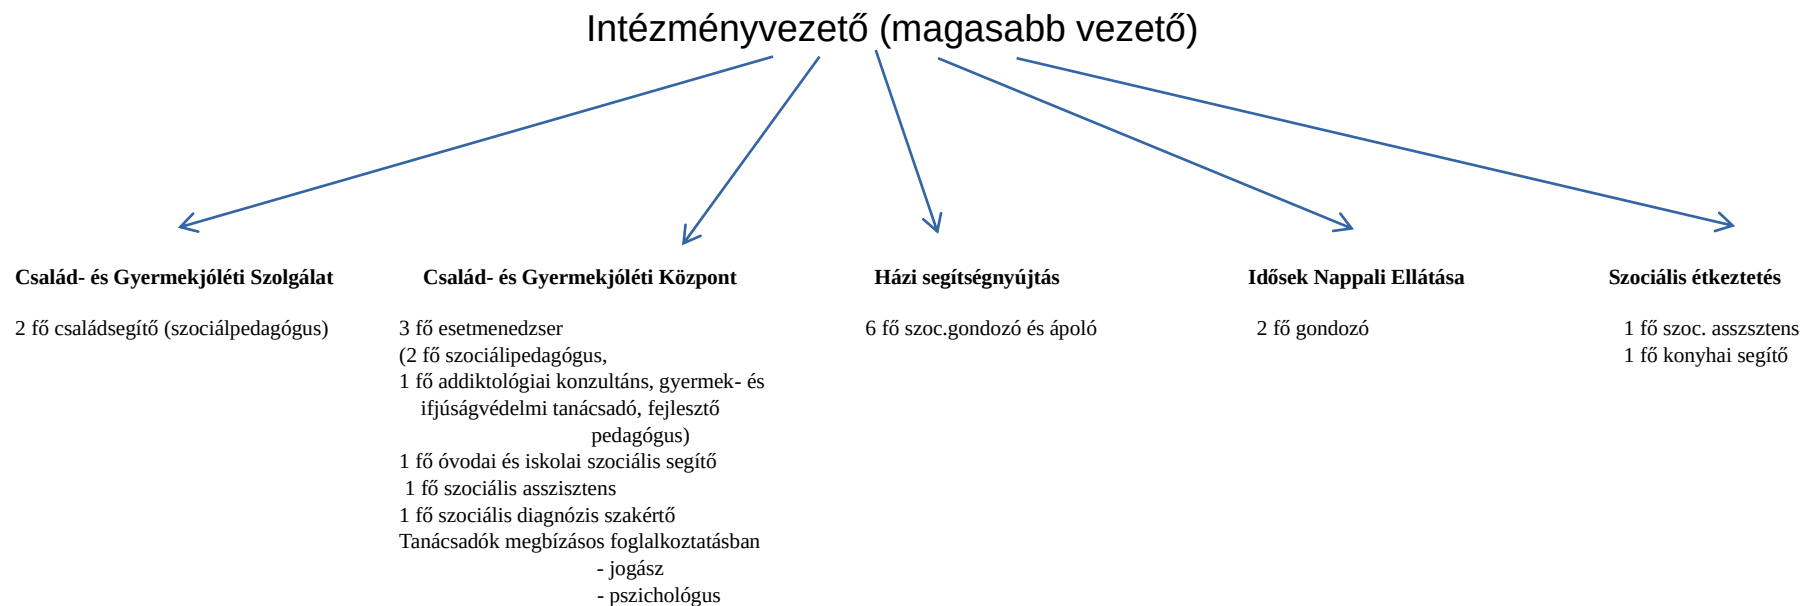 Intézményvezető (magasabb vezető)
Család- és Gyermekjóléti Szolgálat
2 fő családsegítő (szociálpedagógus)
Család- és Gyermekjóléti Központ
3 fő esetmenedzser
(2 fő szociálipedagógus,
1 fő addiktológiai konzultáns, gyermek- és
ifjúságvédelmi tanácsadó, fejlesztő
pedagógus)
1 fő óvodai és iskolai szociális segítő
1 fő szociális asszisztens
1 fő szociális diagnózis szakértő
Tanácsadók megbízásos foglalkoztatásban
- jogász
- pszichológus
Házi segítségnyújtás
6 fő szoc.gondozó és ápoló
Idősek Nappali Ellátása
2 fő gondozó
Szociális étkeztetés
1 fő szoc. asszsztens
1 fő konyhai segítő